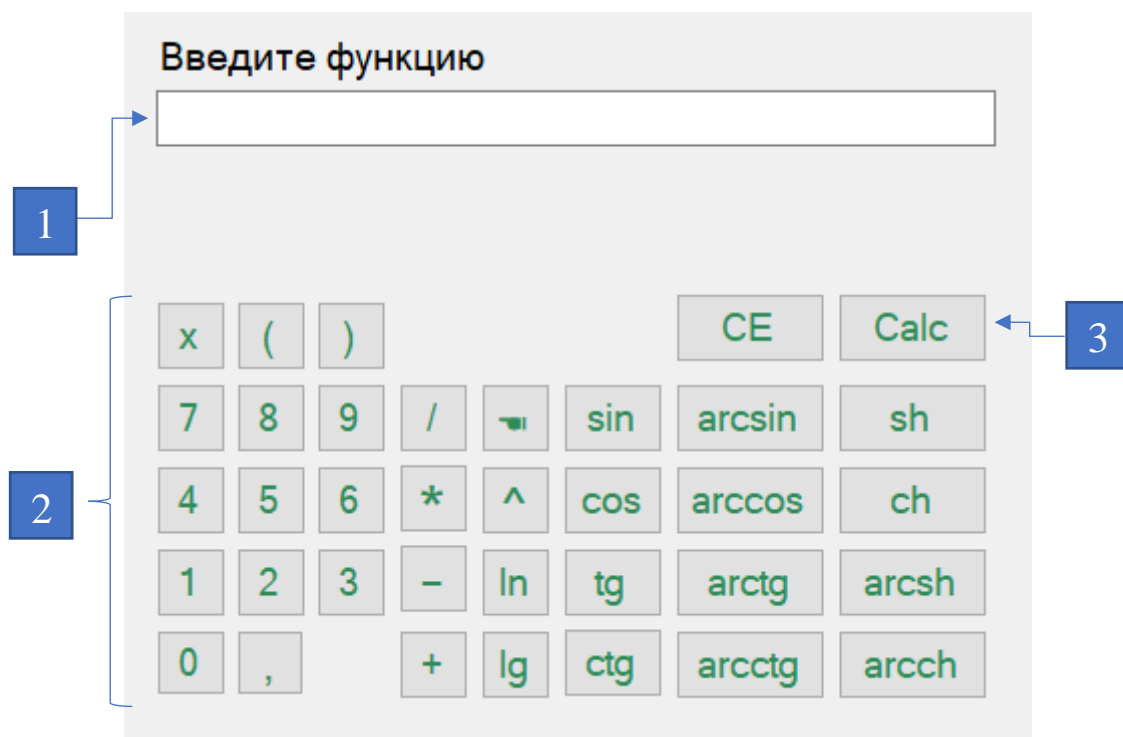 Введите функцию
1
x ( ) CE Calc
3
7 8 9 / ☚ sin arcsin sh
2
4 5 6 * ^ cos arccos ch
1 2 3 – ln tg arctg arcsh
0 , + lg ctg arcctg arcch